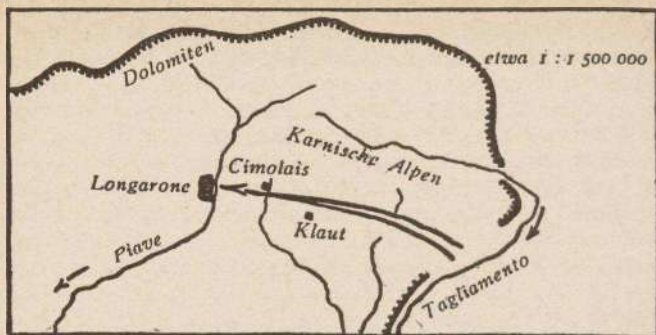 etwa 1 : 1 500 000
Dolomiten
Karnische Alpen
Cimolais
Longarone
Klaut
Piave
Tagliamento